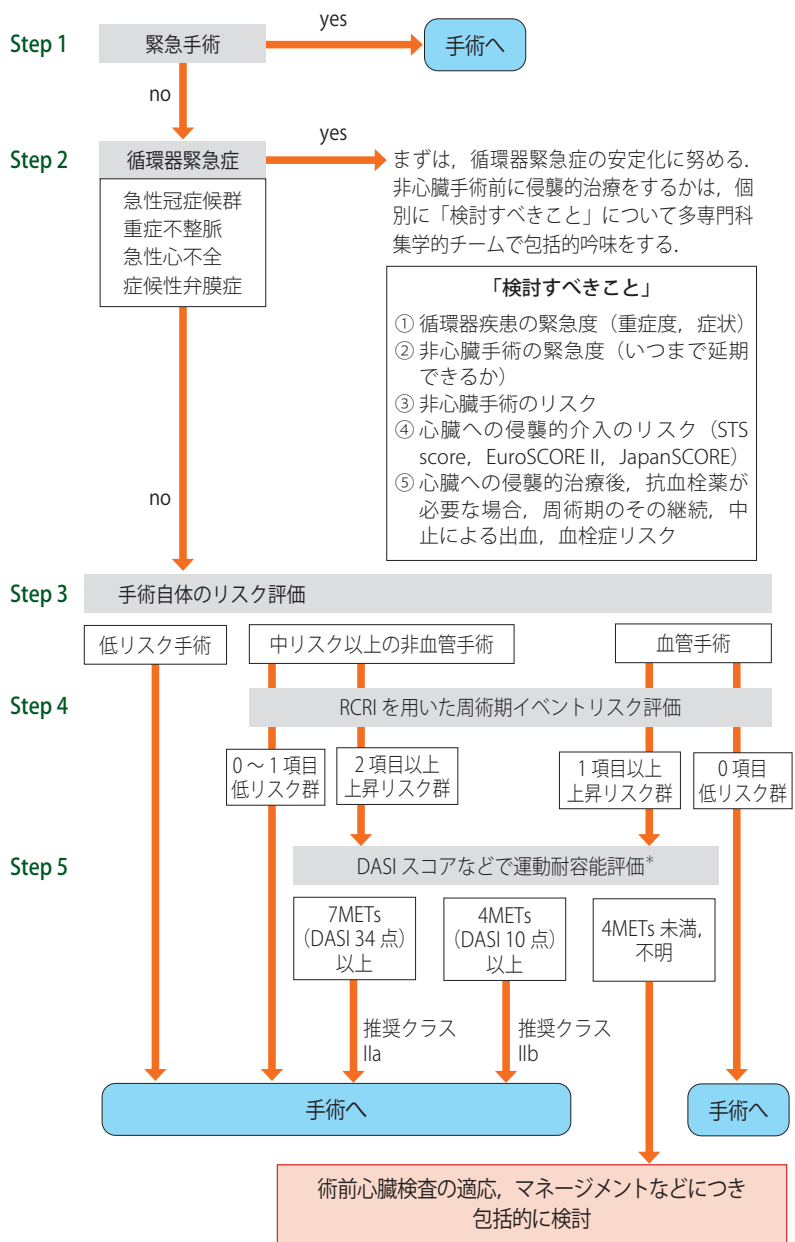 yes
Step 1
緊急手術
手術へ
no
yes
Step 2
循環器緊急症
急性冠症候群
重症不整脈
急性心不全
症候性弁膜症
まずは，循環器緊急症の安定化に努める．
非心臓手術前に侵襲的治療をするかは，個
別に「検討すべきこと」について多専門科
集学的チームで包括的吟味をする．
「検討すべきこと」
① 循環器疾患の緊急度（重症度，症状）
② 非心臓手術の緊急度（いつまで延期
できるか）
③ 非心臓手術のリスク
④ 心臓への侵襲的介入のリスク（STS
score，EuroSCORE II，JapanSCORE）
⑤ 心臓への侵襲的治療後，抗血栓薬が
必要な場合，周術期のその継続，中
止による出血，血栓症リスク
no
Step 3
手術自体のリスク評価
低リスク手術
中リスク以上の非血管手術
血管手術
Step 4
RCRI を用いた周術期イベントリスク評価
0～1 項目
低リスク群
2 項目以上
上昇リスク群
1 項目以上
上昇リスク群
0 項目
低リスク群
Step 5
DASI スコアなどで運動耐容能評価*
7METs
（DASI 34 点）
以上
4METs
（DASI 10 点）
以上
4METs 未満，
不明
推奨クラス
IIa
推奨クラス
IIb
手術へ
手術へ
術前心臓検査の適応，マネージメントなどにつき
包括的に検討